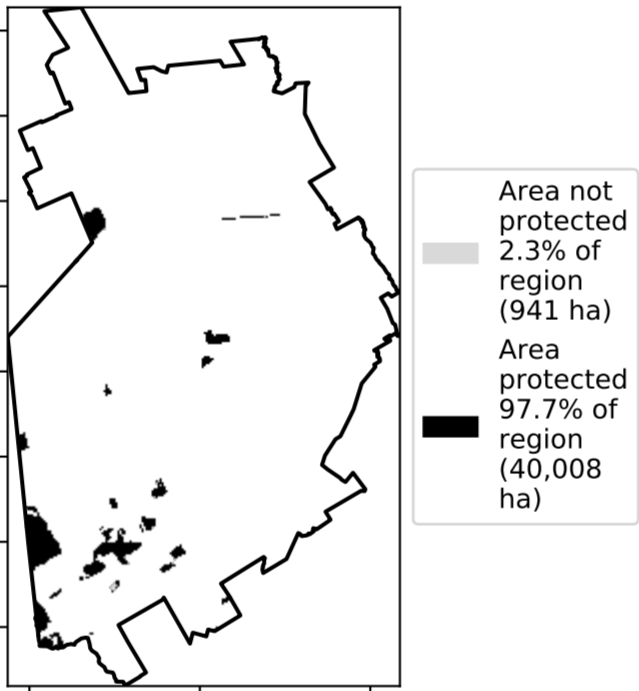 Area not
protected
2.3% of
region
(941 ha)
Area
protected
97.7% of
region
(40,008
ha)